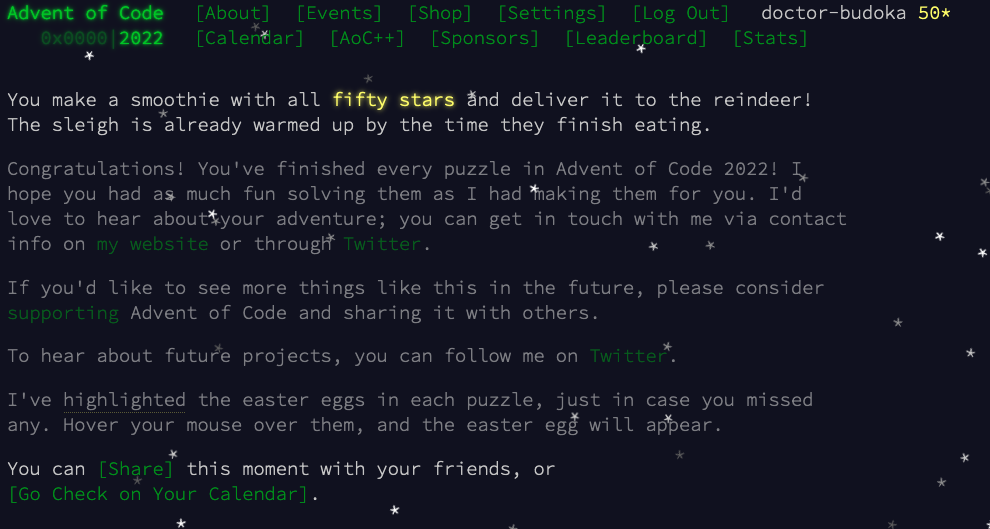 Advent of Code [About] [Events] [Shop] [Settings] [Log Out] doctor-budoka 50*
0x0000|2022 [Calendar] [AoC++] [Sponsors] [Leaderboard] [Stats]
You make a smoothie with all fifty stars and deliver it to the reindeer!
The sleigh is already warmed up by the time they finish eating.
Congratulations! You've finished every puzzle in Advent of Code 2022! I
hope you had as much fun solving them as I had making them for you. I'd
love to hear about your adventure; you can get in touch with me via contact
info on my website or through Twitter.
If you'd like to see more things like this in the future, please consider
supporting Advent of Code and sharing it with others.
To hear about future projects, you can follow me on Twitter.
I've highlighted the easter eggs in each puzzle, just in case you missed
any. Hover your mouse over them, and the easter egg will appear.
You can [Share] this moment with your friends, or
[Go Check on Your Calendar].